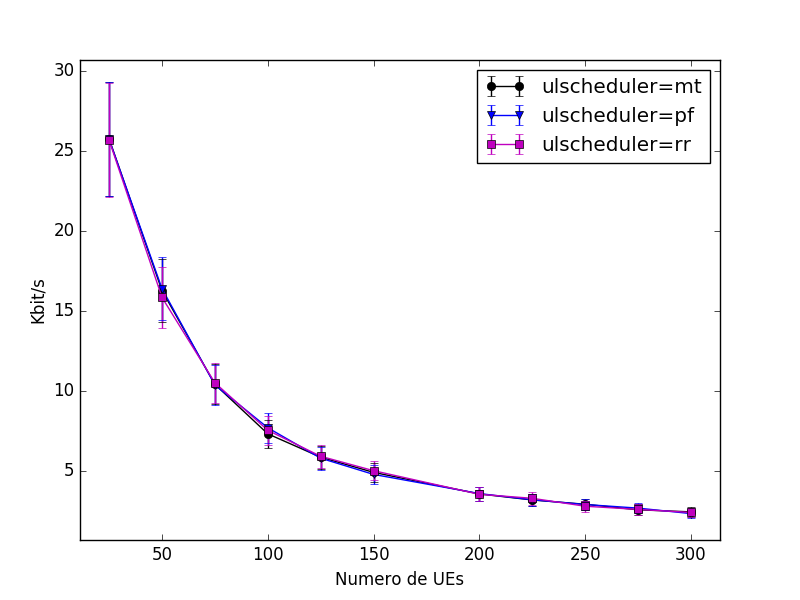 30
25
20
15
10
5
Kbit/s
ulscheduler=mt
ulscheduler=pf
ulscheduler=rr
50 100 150 200 250 300
Numero de UEs